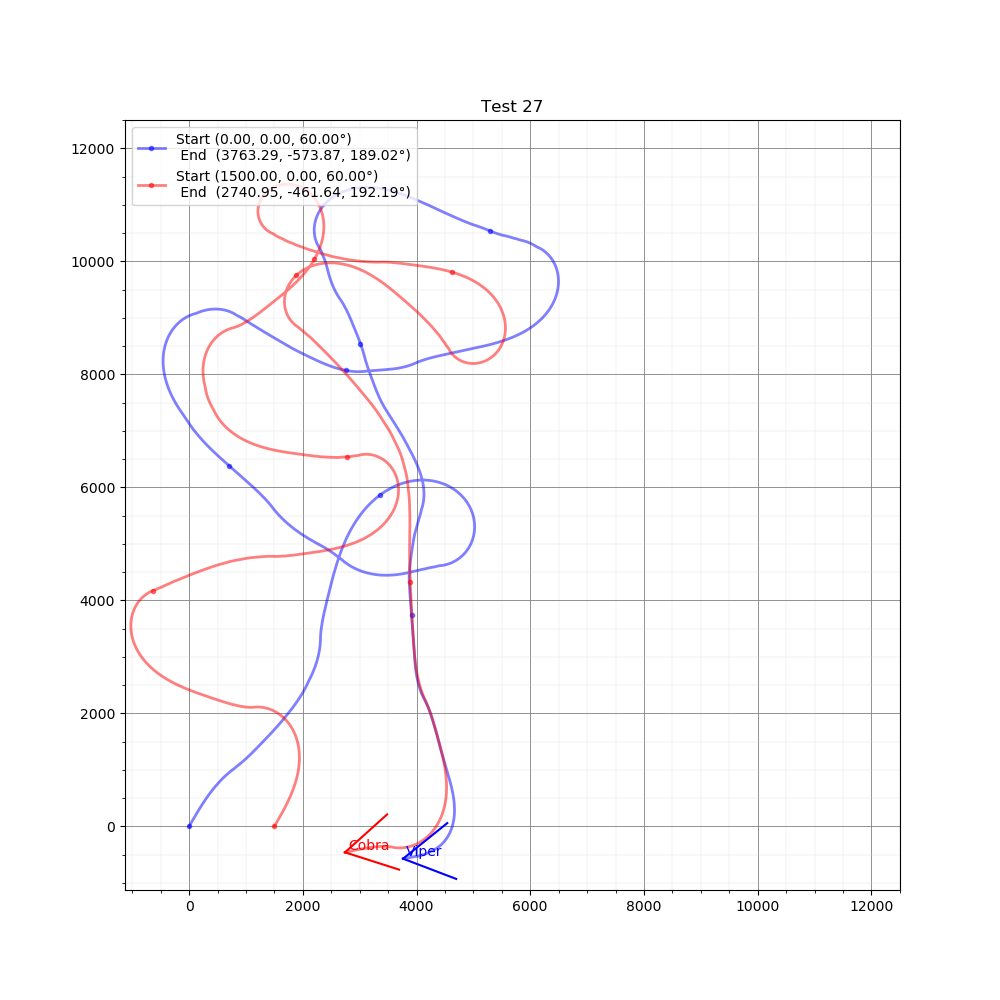 Test 27
Start (0.00, 0.00, 60.00°)
End (3763.29, -573.87, 189.02°)
Start (1500.00, 0.00, 60.00°)
End (2740.95, -461.64, 192.19°)
12000
10000
8000
6000
4000
2000
0
Cobra
Viper
0 2000 4000 6000 8000 10000 12000